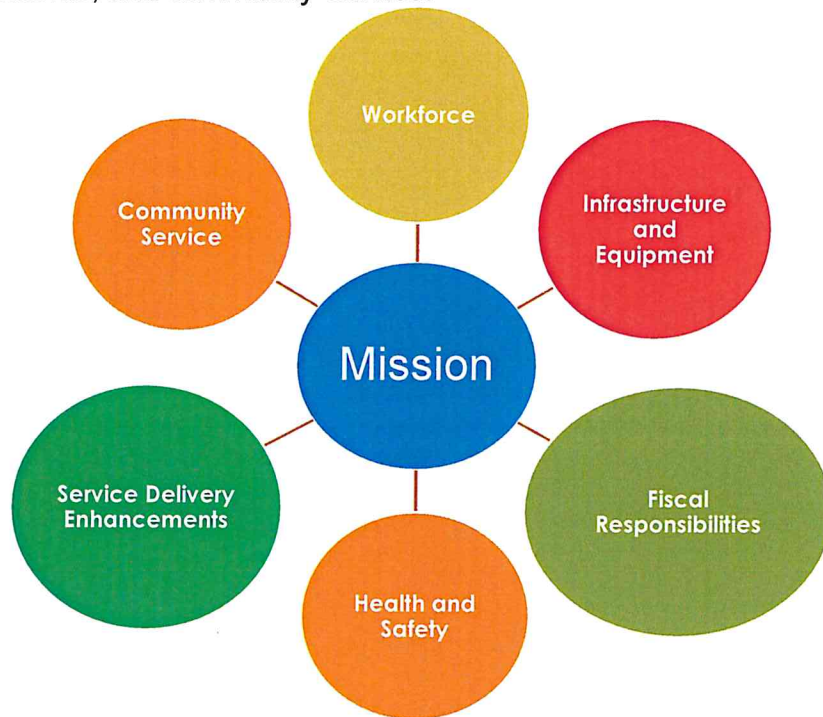 Workforce
Community
Service
Infrastructure
and
Equipment
Mission
Service Delivery
Enhancements
Fiscal
Responsibilities
Health and
Safety